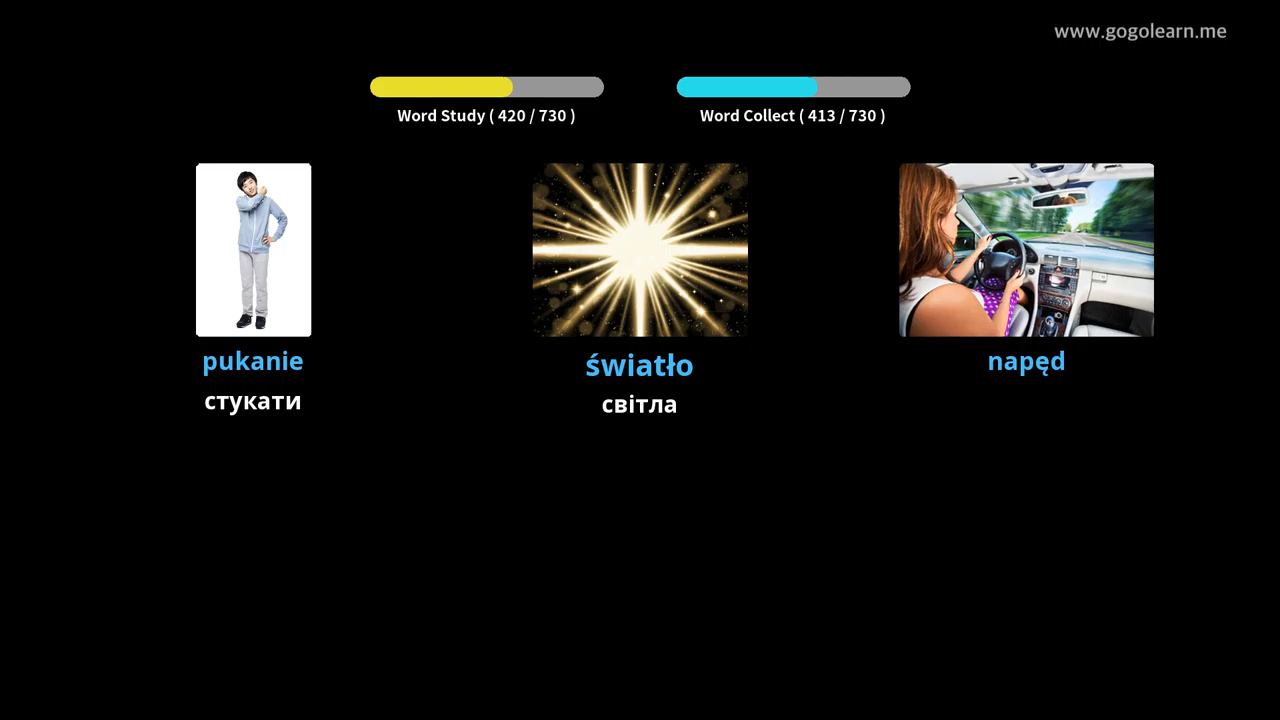 www.gogolearn.me
Word Study ( 420 / 730 )
Word Collect ( 413 / 730 )
pukanie
стукати
światło
світла
napęd